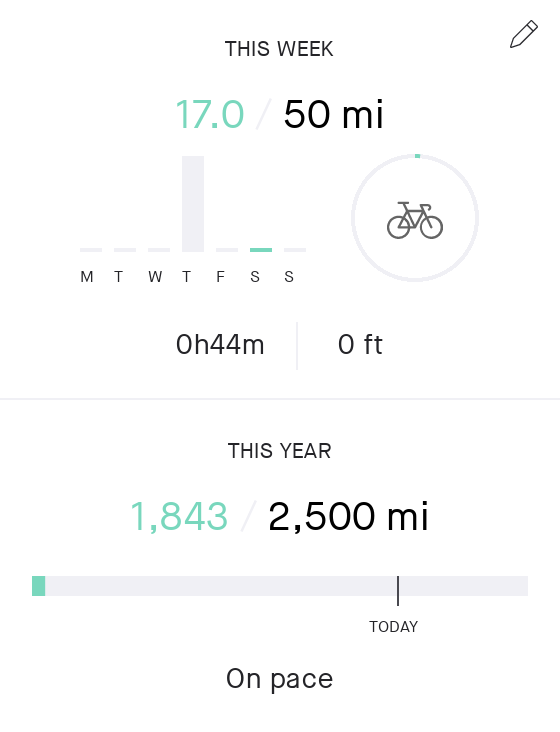 THIS WEEK
17.0 / 50 mi
M T W T F S S
0h44m 0 ft
THIS YEAR
1,843 / 2,500 mi
TODAY
On pace